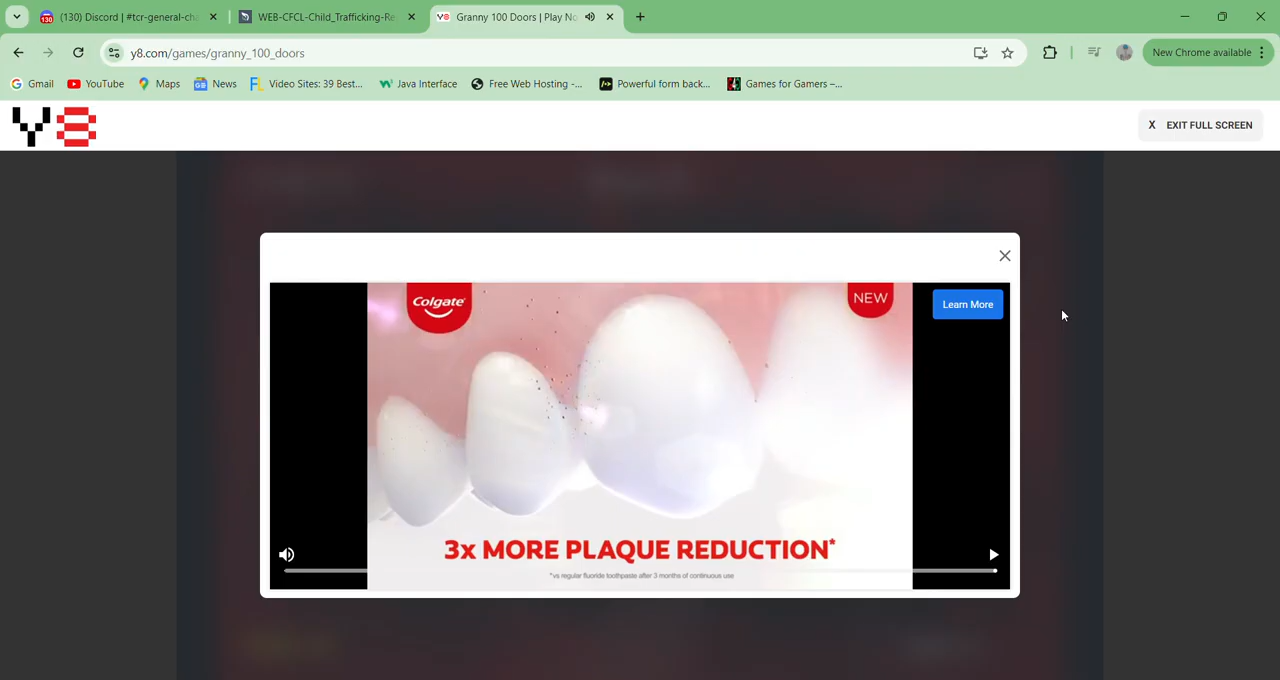 (130) Discord | #tcr-general-cha
WEB-CFCL-Child_Trafficking-Re
Granny 100 Doors | Play No
y8.com/games/granny_100_doors
New Chrome available
Gmail
YouTube
Maps
News
Video Sites: 39 Best...
Java Interface
Free Web Hosting -...
Powerful form back...
Games for Gamers –...
Y8
X EXIT FULL SCREEN
Colgate
NEW
Learn More
3x MORE PLAQUE REDUCTION*
*vs regular fluoride toothpaste after 3 months of continuous use